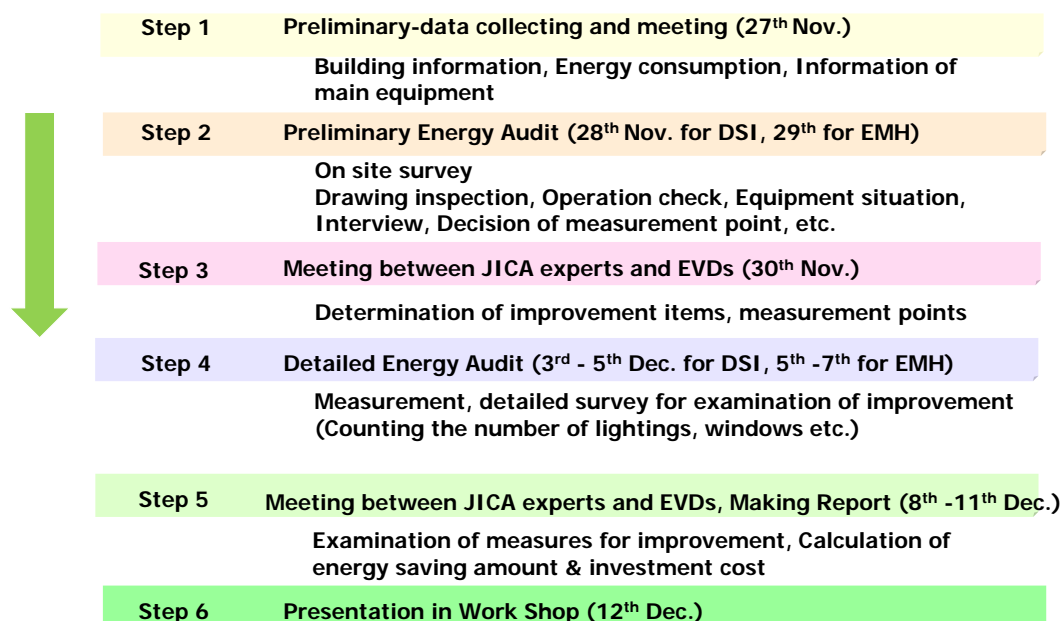 Step 1 Preliminary-data collecting and meeting (27th Nov.)
Building information, Energy consumption, Information of
main equipment
Step 2 Preliminary Energy Audit (28th Nov. for DSI, 29th for EMH)
On site survey
Drawing inspection, Operation check, Equipment situation,
Interview, Decision of measurement point, etc.
Step 3 Meeting between JICA experts and EVDs (30th Nov.)
Determination of improvement items, measurement points
Step 4 Detailed Energy Audit (3rd - 5th Dec. for DSI, 5th -7th for EMH)
Measurement, detailed survey for examination of improvement
(Counting the number of lightings, windows etc.)
Step 5 Meeting between JICA experts and EVDs, Making Report (8th -11th Dec.)
Examination of measures for improvement, Calculation of
energy saving amount & investment cost
Step 6 Presentation in Work Shop (12th Dec.)